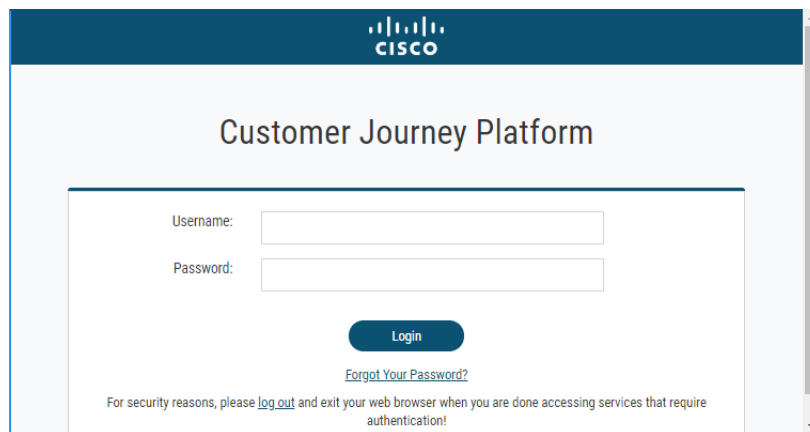 CISCO
Customer Journey Platform
Username:
Password:
Login
Forgot Your Password?
For security reasons, please log out and exit your web browser when you are done accessing services that require
authentication!